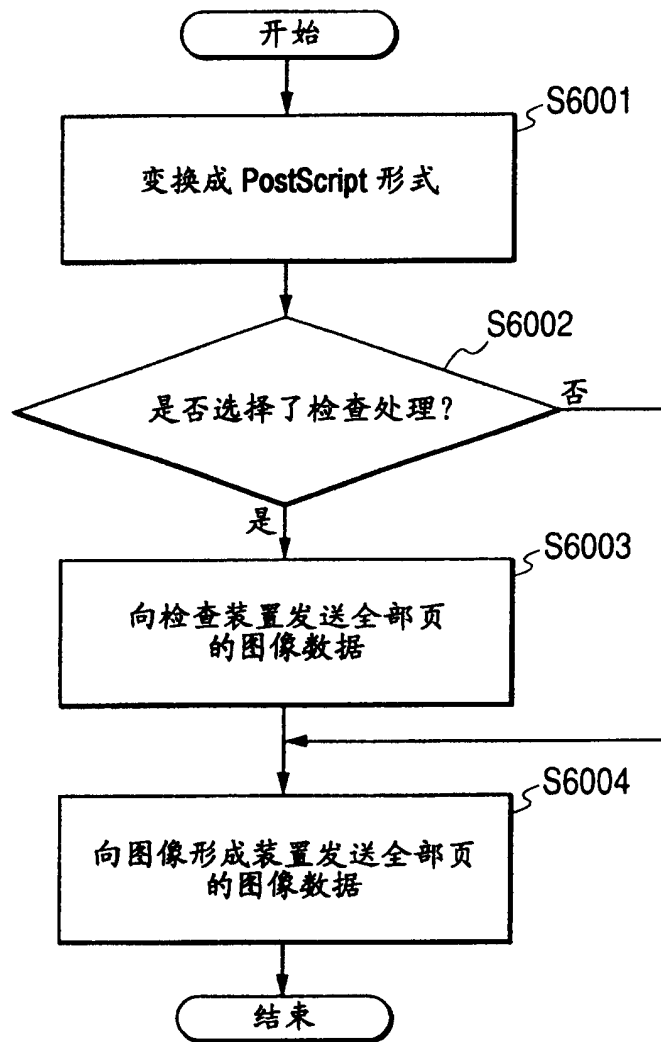 开始
S6001
变换成 PostScript 形式
S6002
是否选择了检查处理?
否
是
S6003
向检查装置发送全部页
的图像数据
S6004
向图像形成装置发送全部页
的图像数据
结束